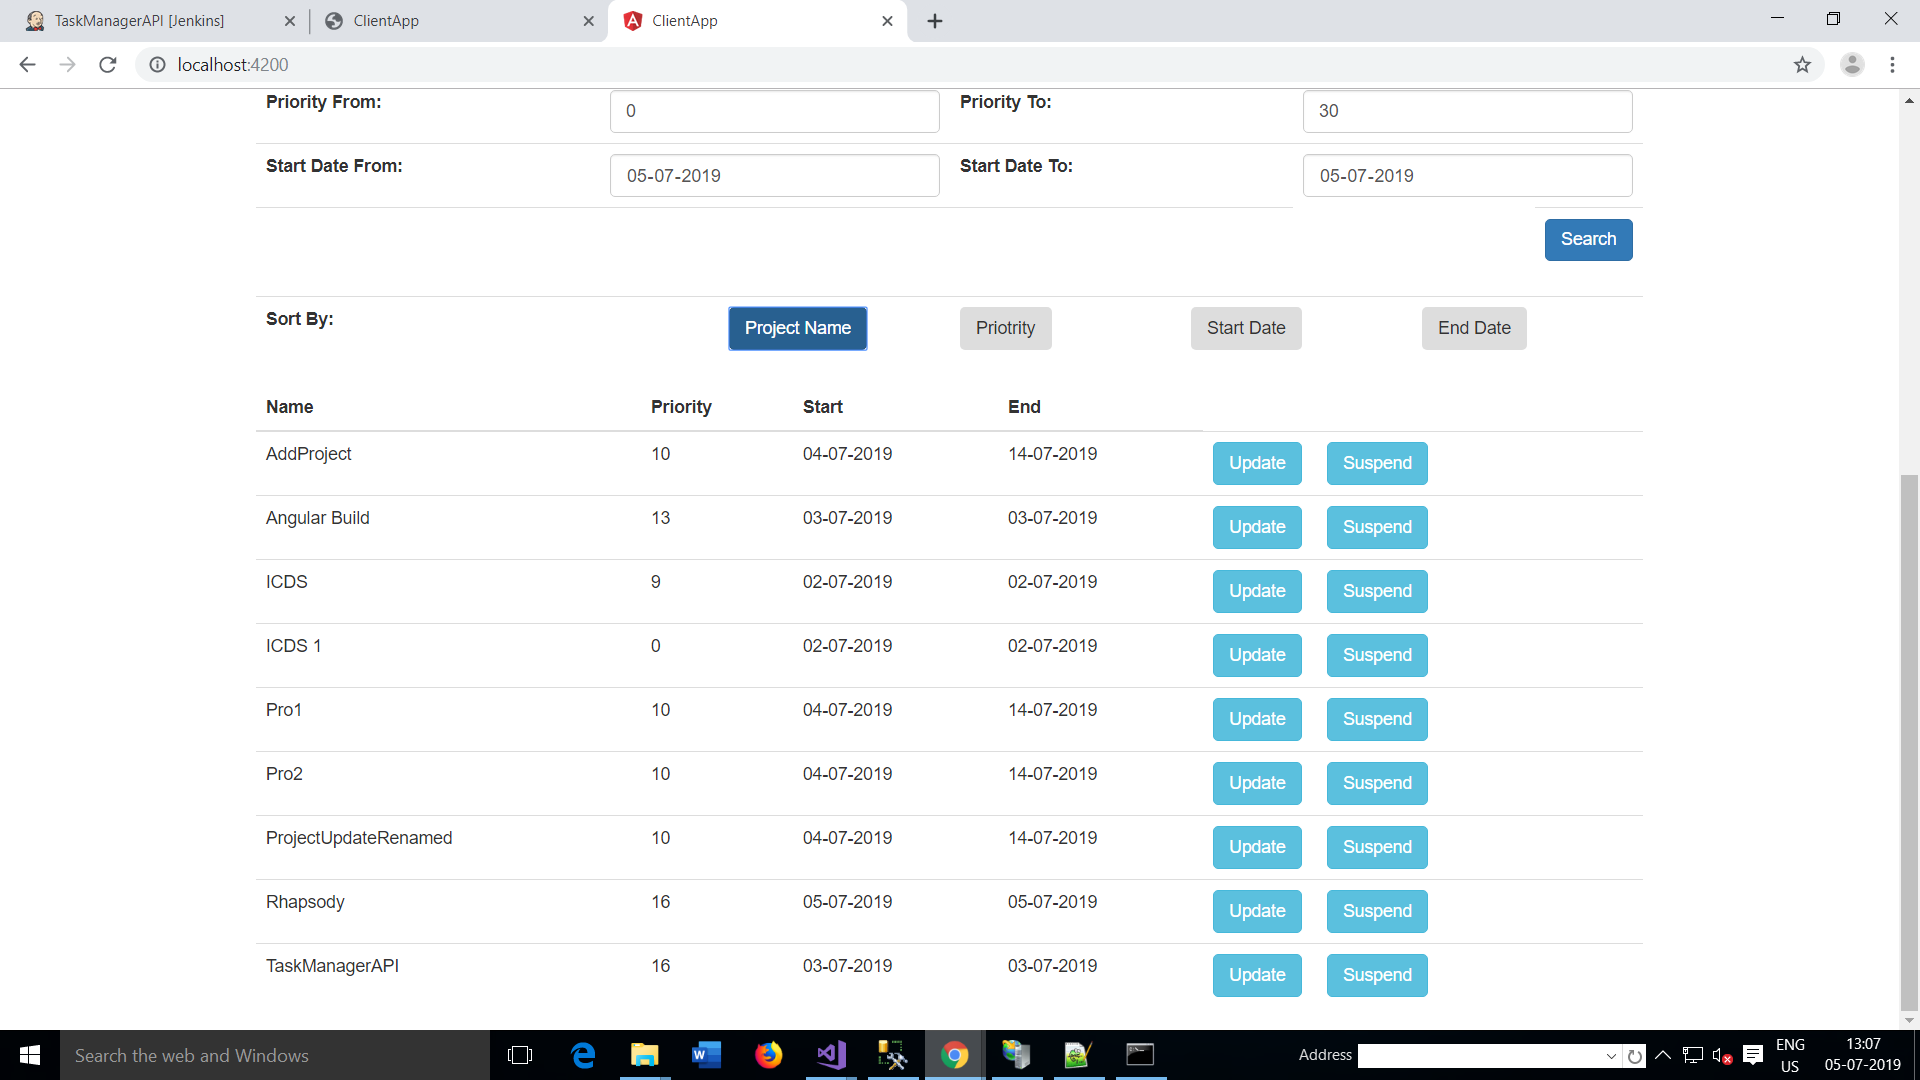 TaskManagerAPI [Jenkins]
ClientApp
ClientApp
localhost:4200
Priority From: 0 Priority To: 30
Start Date From: 05-07-2019 Start Date To: 05-07-2019
Search
Sort By: Project Name Priotrity Start Date End Date
Name Priority Start End
AddProject 10 04-07-2019 14-07-2019 Update Suspend
Angular Build 13 03-07-2019 03-07-2019 Update Suspend
ICDS 9 02-07-2019 02-07-2019 Update Suspend
ICDS 1 0 02-07-2019 02-07-2019 Update Suspend
Pro1 10 04-07-2019 14-07-2019 Update Suspend
Pro2 10 04-07-2019 14-07-2019 Update Suspend
ProjectUpdateRenamed 10 04-07-2019 14-07-2019 Update Suspend
Rhapsody 16 05-07-2019 05-07-2019 Update Suspend
TaskManagerAPI 16 03-07-2019 03-07-2019 Update Suspend
Search the web and Windows
Address
ENG
US
13:07
05-07-2019